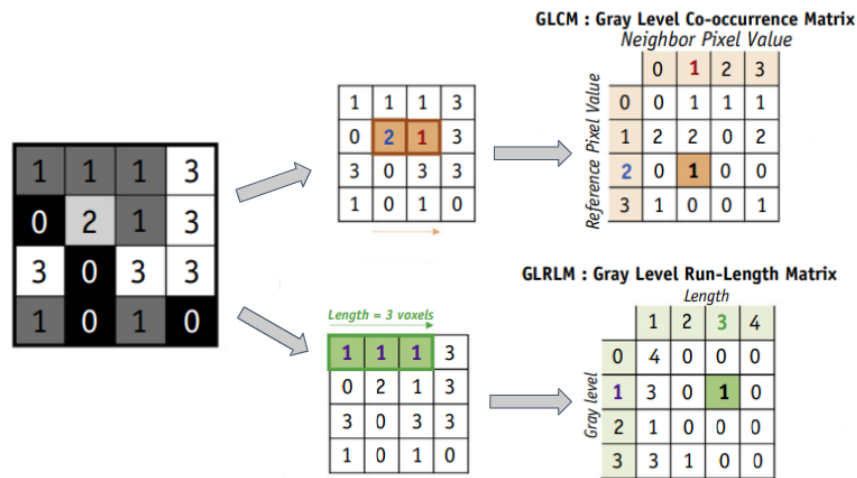 GLCM : Gray Level Co-occurrence Matrix
Neighbor Pixel Value
0 1 2 3
Reference Pixel Value
0 0 1 1 1
1 2 2 0 2
2 0 1 0 0
3 1 0 0 1
1 1 1 3
0 2 1 3
3 0 3 3
1 0 1 0
1 1 1 3
0 2 1 3
3 0 3 3
1 0 1 0
GLRLM : Gray Level Run-Length Matrix
Length
1 2 3 4
Gray level
0 4 0 0 0
1 3 0 1 0
2 1 0 0 0
3 3 1 0 0
Length = 3 voxels
1 1 1 3
0 2 1 3
3 0 3 3
1 0 1 0